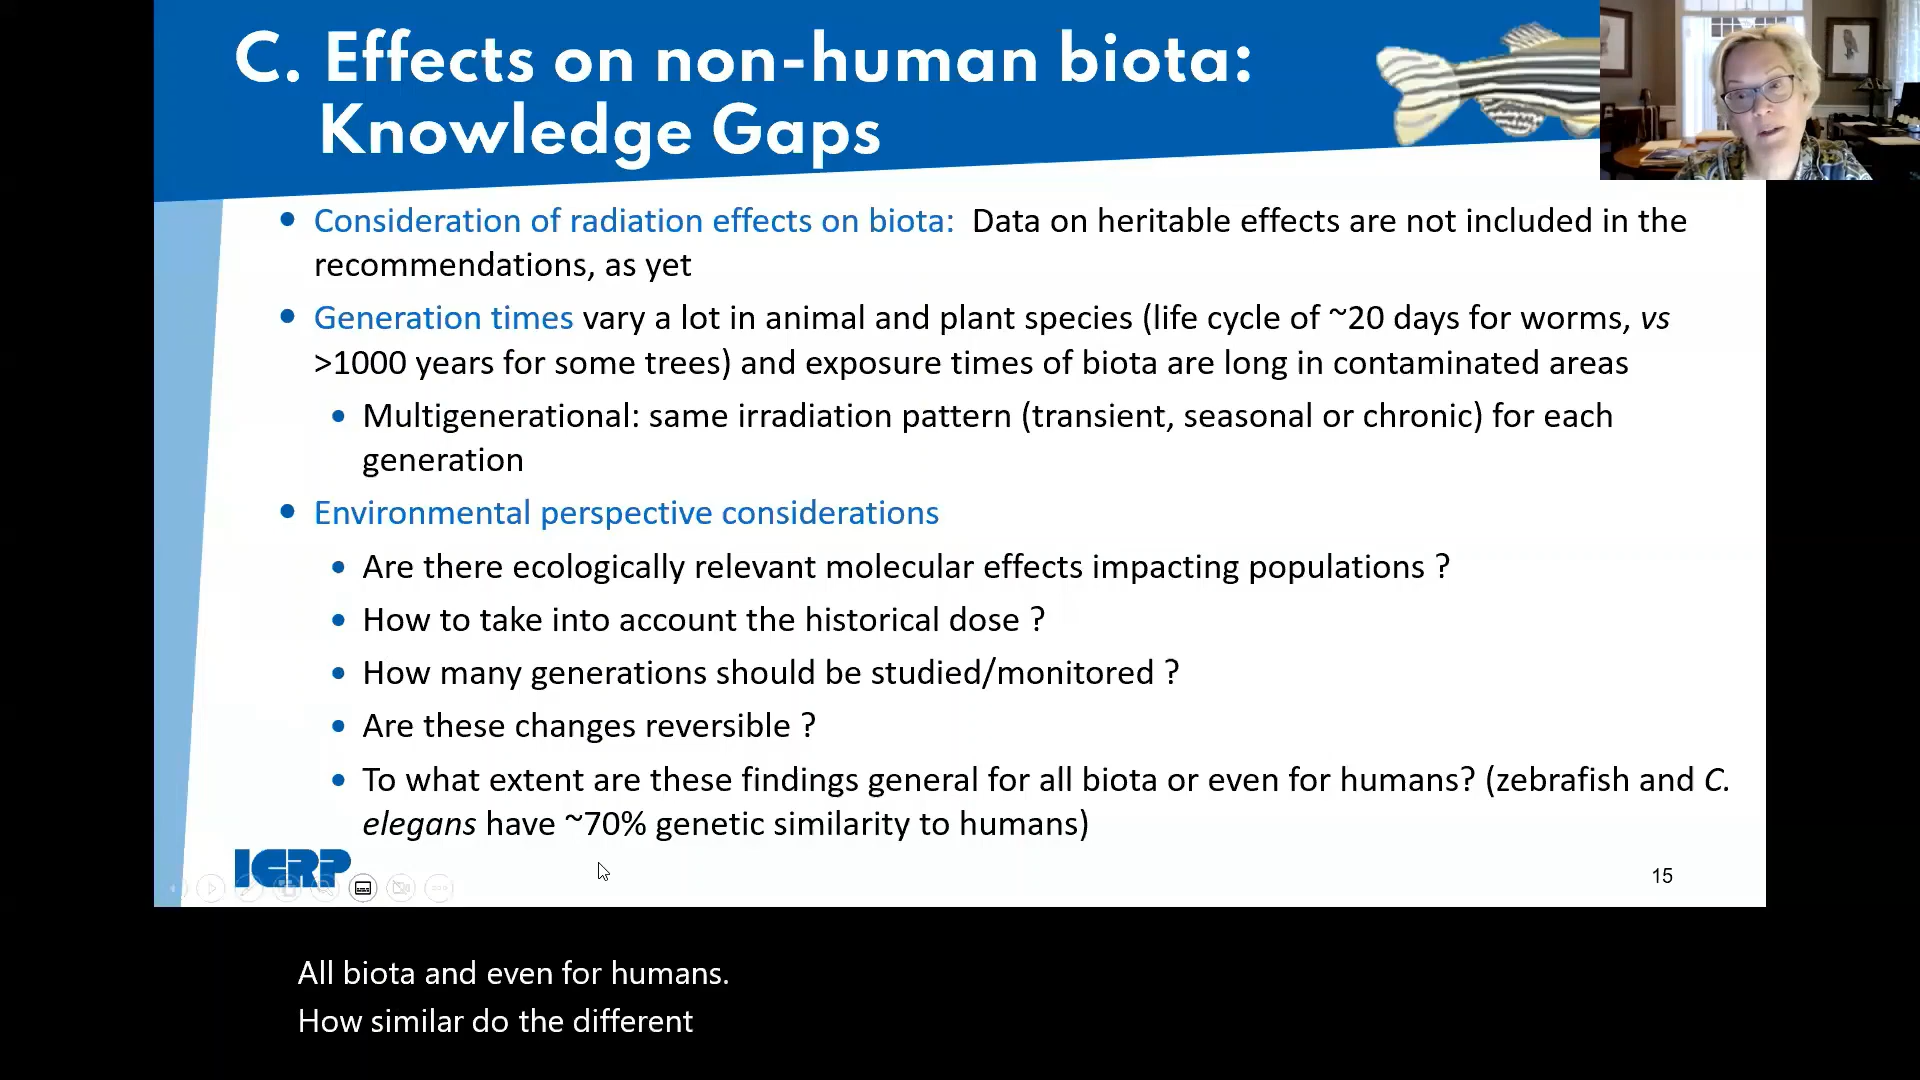 C. Effects on non-human biota:
Knowledge Gaps
• Consideration of radiation effects on biota: Data on heritable effects are not included in the
recommendations, as yet
• Generation times vary a lot in animal and plant species (life cycle of ~20 days for worms, vs
>1000 years for some trees) and exposure times of biota are long in contaminated areas
• Multigenerational: same irradiation pattern (transient, seasonal or chronic) for each
generation
• Environmental perspective considerations
• Are there ecologically relevant molecular effects impacting populations ?
• How to take into account the historical dose ?
• How many generations should be studied/monitored ?
• Are these changes reversible ?
• To what extent are these findings general for all biota or even for humans? (zebrafish and C.
elegans have ~70% genetic similarity to humans)
ICRP
15
All biota and even for humans.
How similar do the different